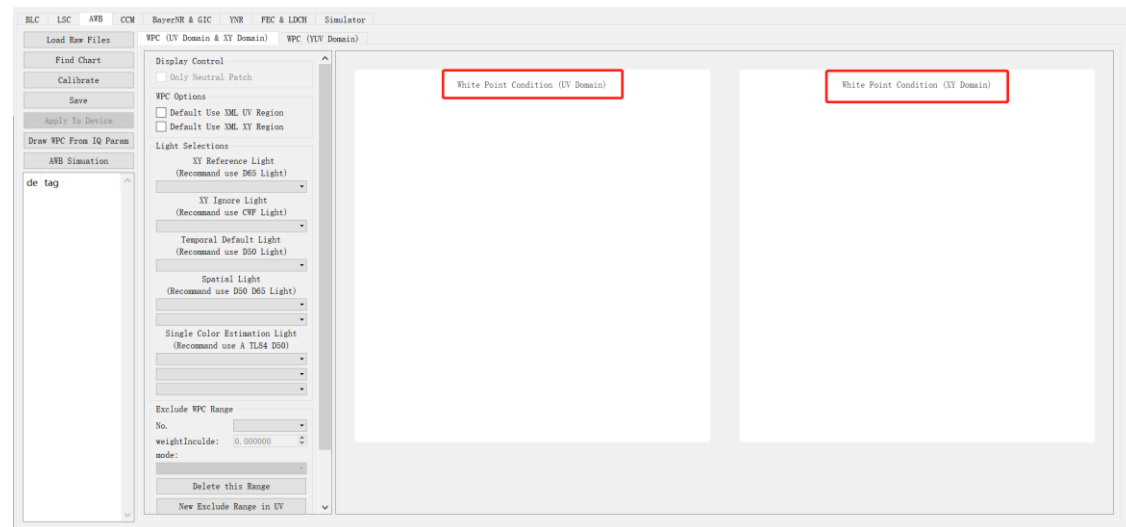 BLC LSC AWB CCM BayerNR & GIC YNR FEC & LDCH Simulator
Load Raw Files
Find Chart
Calibrate
Save
Apply To Device
Draw WPC From IQ Param
AWB Simuation
de tag
WPC (UV Domain & XY Domain) WPC (YUV Domain)
Display Control
Only Neutral Patch
WPC Options
Default Use XML UV Region
Default Use XML XY Region
Light Selections
XY Reference Light
(Recommand use D65 Light)
XY Ignore Light
(Recommand use CWF Light)
Temporal Default Light
(Recommand use D50 Light)
Spatial Light
(Recommand use D50 D65 Light)
Single Color Estimation Light
(Recommand use A TL84 D50)
Exclude WPC Range
No.
weightInculde: 0.000000
mode:
Delete this Range
New Exclude Range in UV
White Point Condition (UV Domain)
White Point Condition (XY Domain)